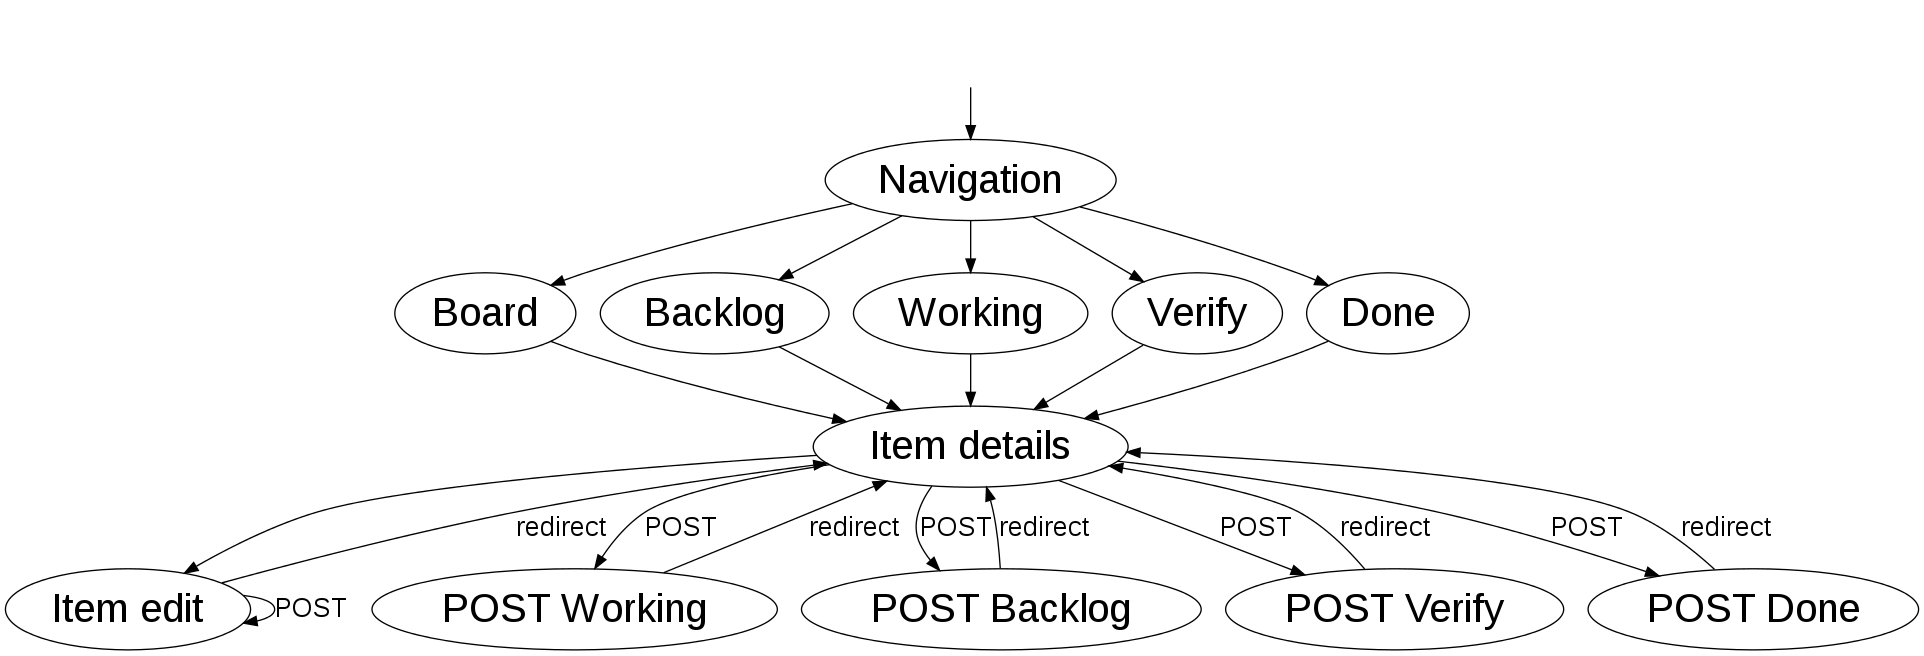 Navigation
Board
Backlog
Working
Verify
Done
Item details
redirect
POST
redirect
POST
redirect
POST
redirect
POST
redirect
Item edit
POST
POST Working
POST Backlog
POST Verify
POST Done